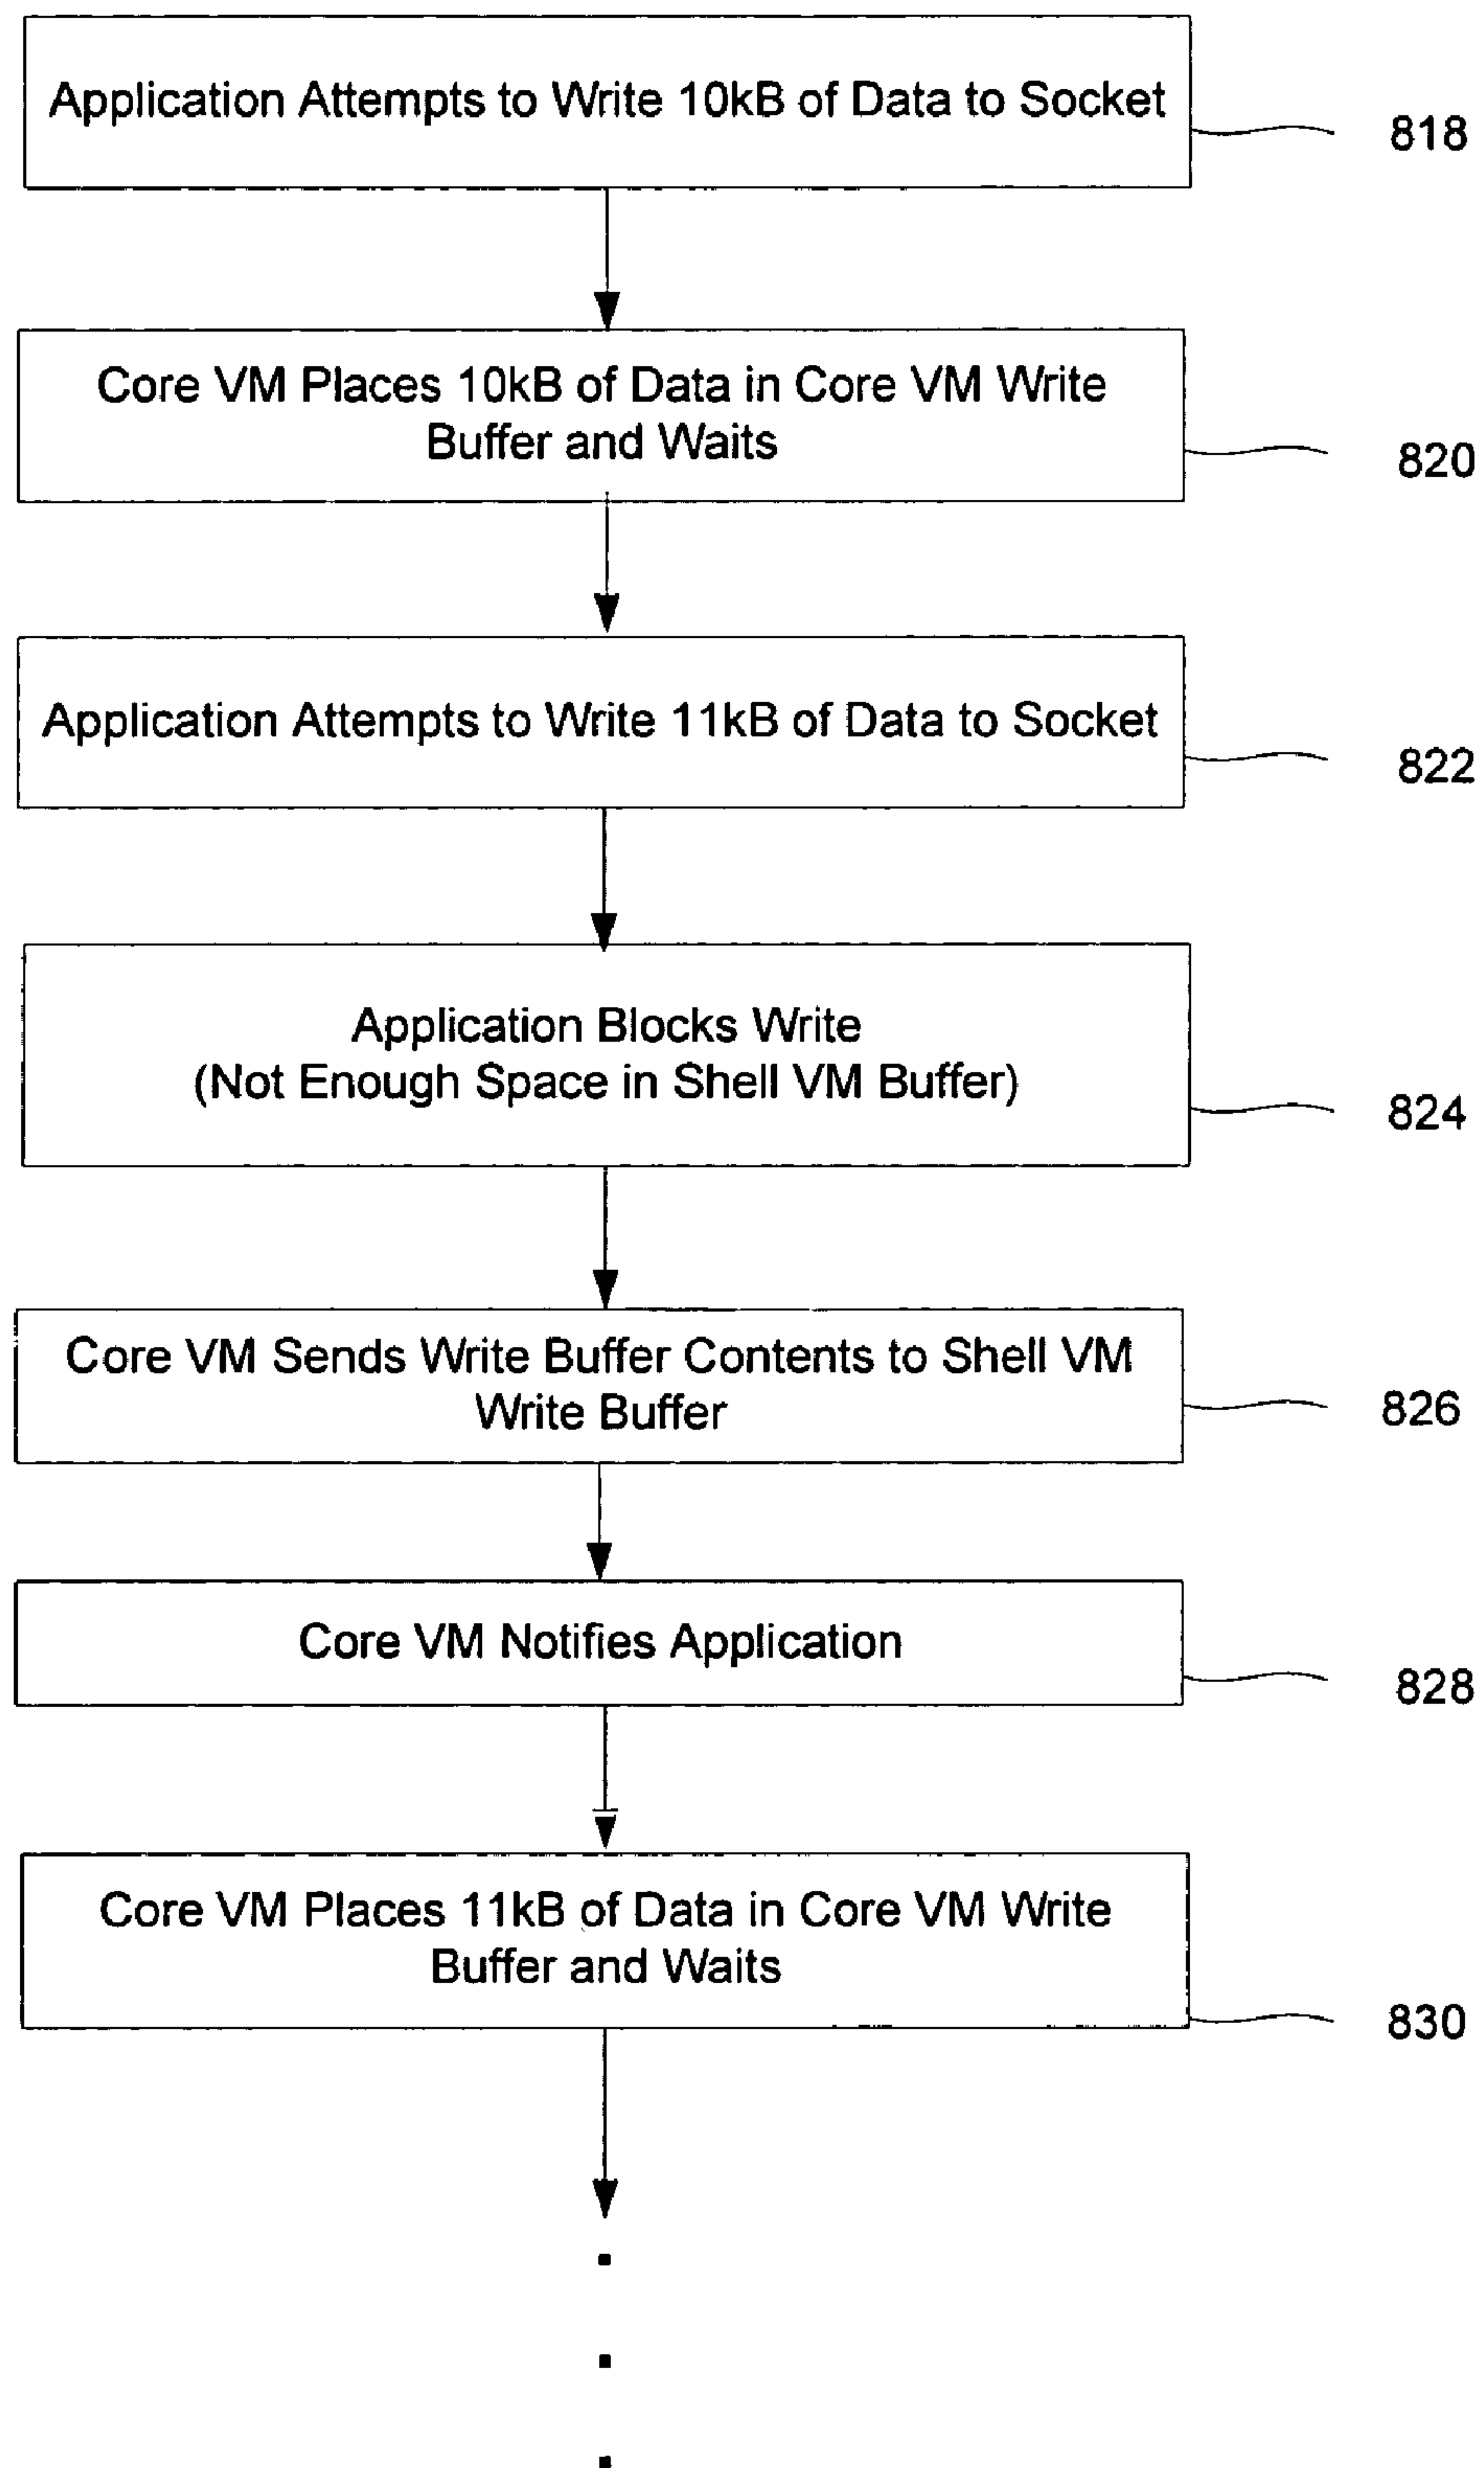 Application Attempts to Write 10kB of Data to Socket
818
Core VM Places 10kB of Data in Core VM Write
Buffer and Waits
820
Application Attempts to Write 11kB of Data to Socket
822
Application Blocks Write
(Not Enough Space in Shell VM Buffer)
824
Core VM Sends Write Buffer Contents to Shell VM
Write Buffer
826
Core VM Notifies Application
828
Core VM Places 11kB of Data in Core VM Write
Buffer and Waits
830